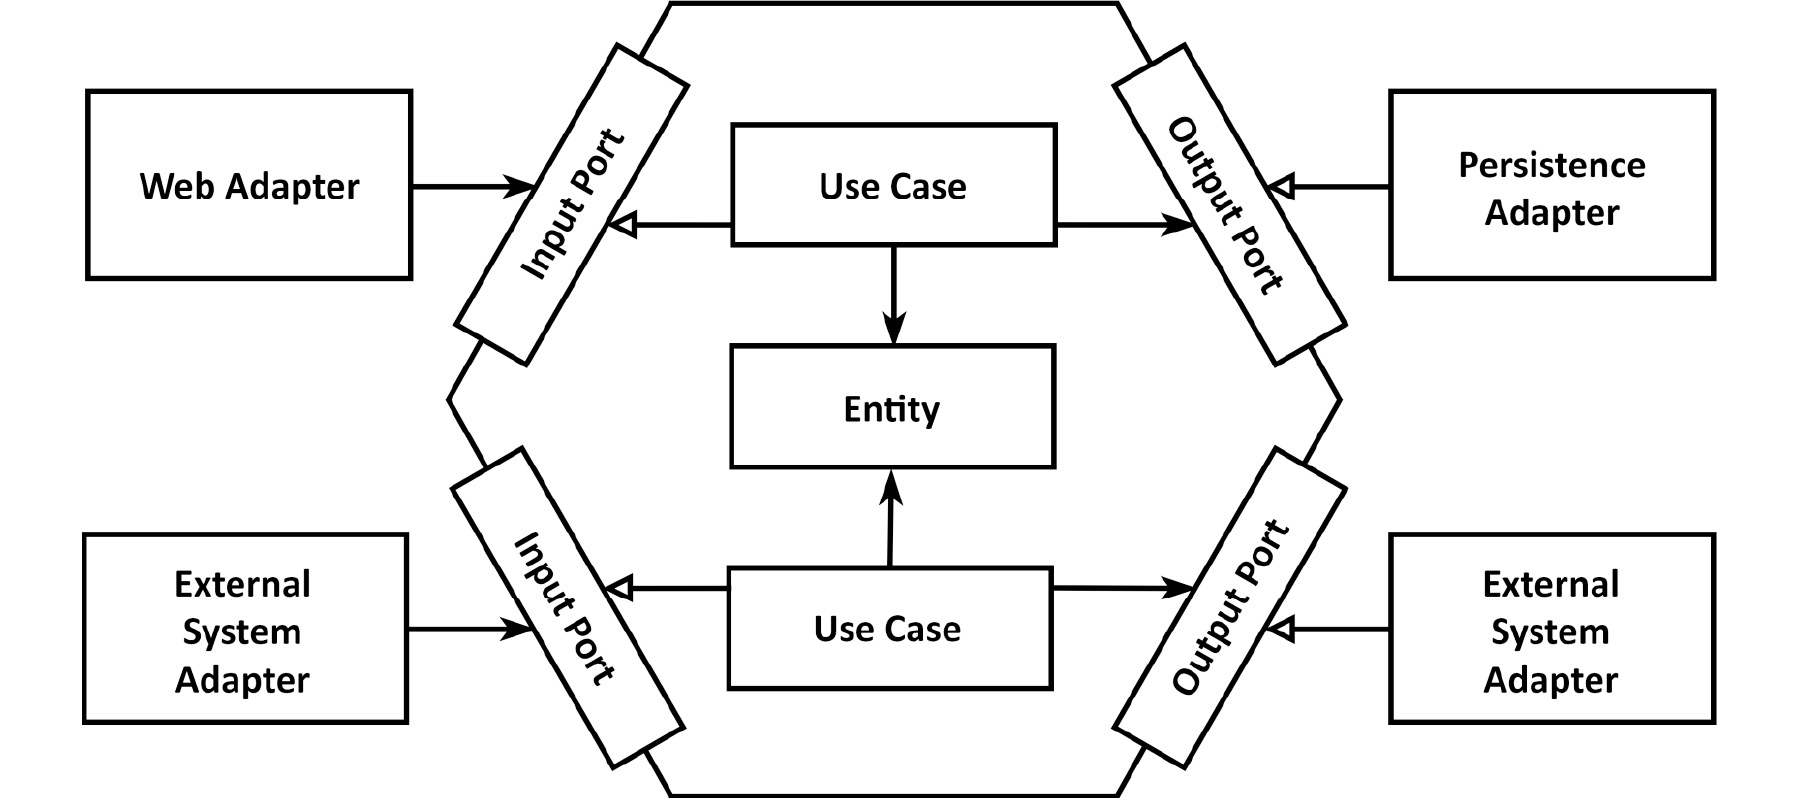 Web Adapter
Input Port
Use Case
Output Port
Persistence
Adapter
Entity
External
System
Adapter
Input Port
Use Case
Output Port
External
System
Adapter